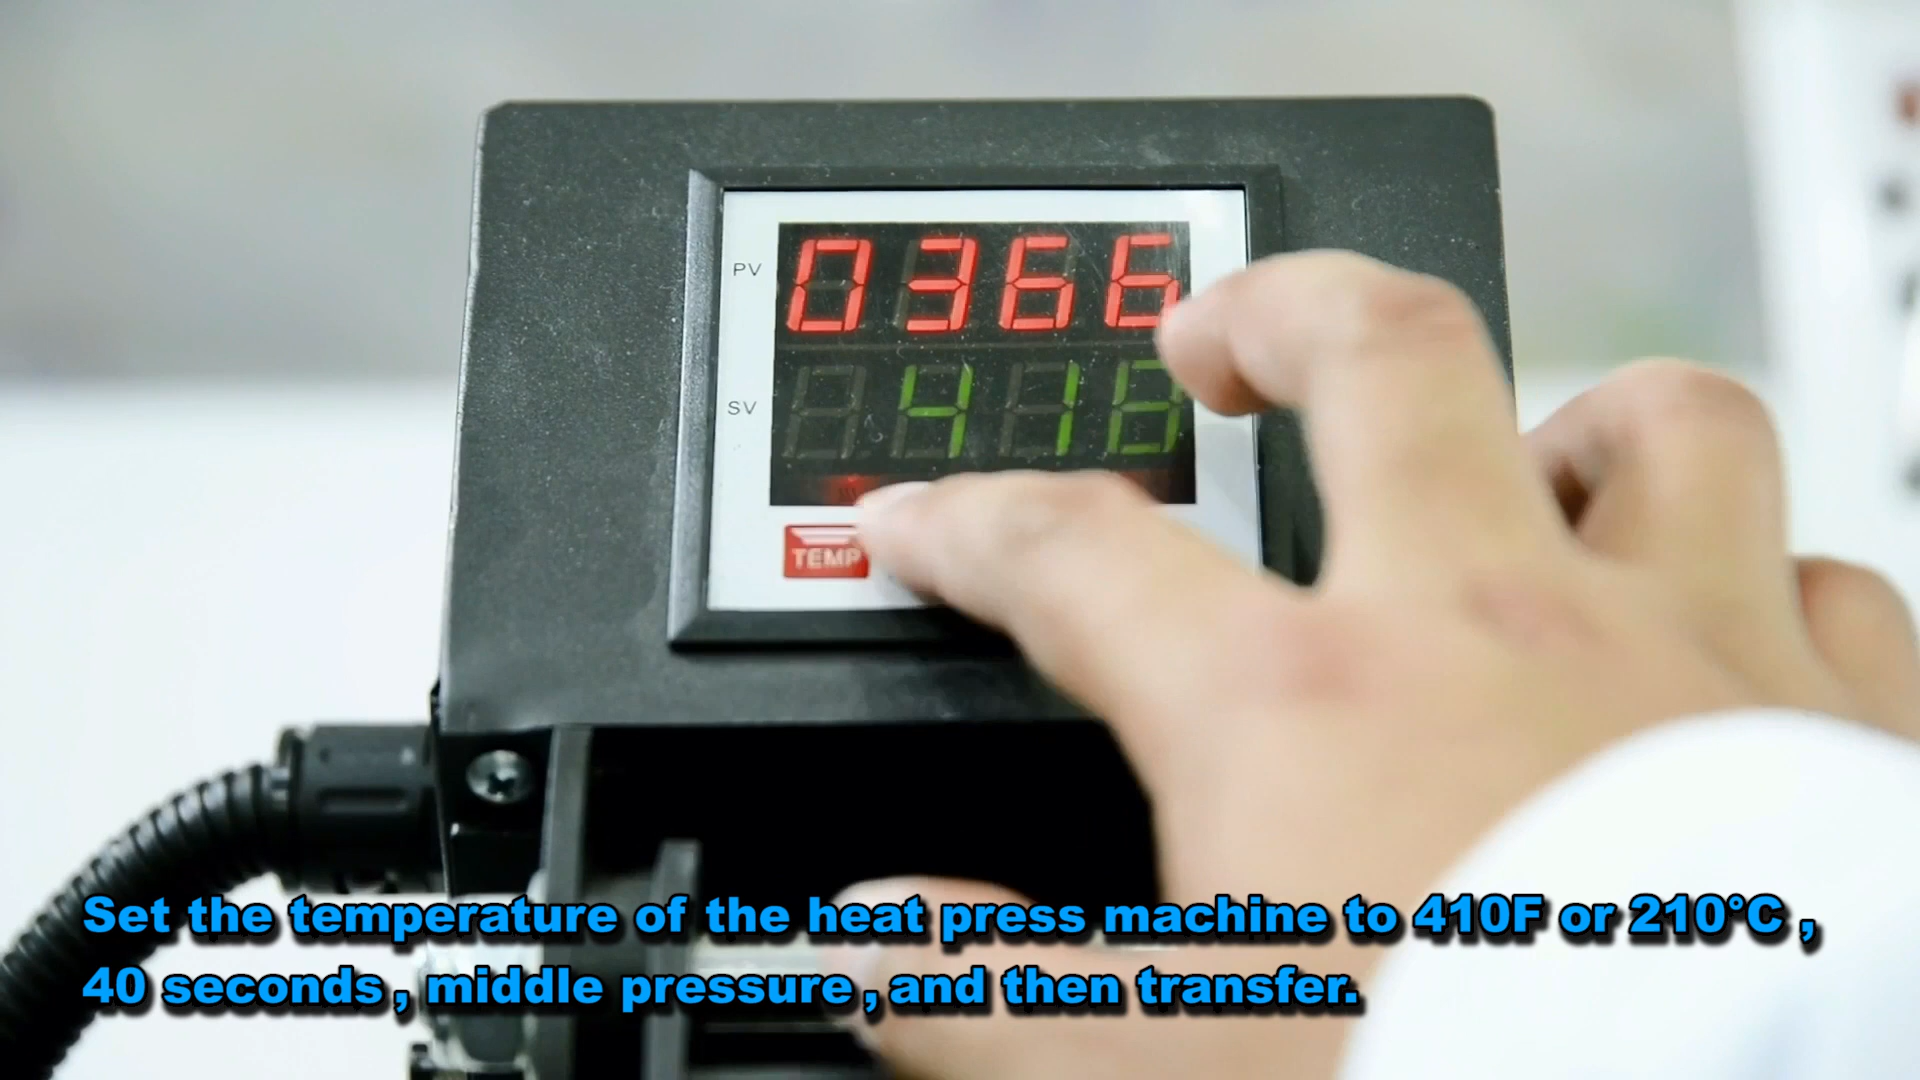 PV 0366
SV 410
TEMP
Set the temperature of the heat press machine to 410F or 210°C ,
40 seconds , middle pressure , and then transfer.